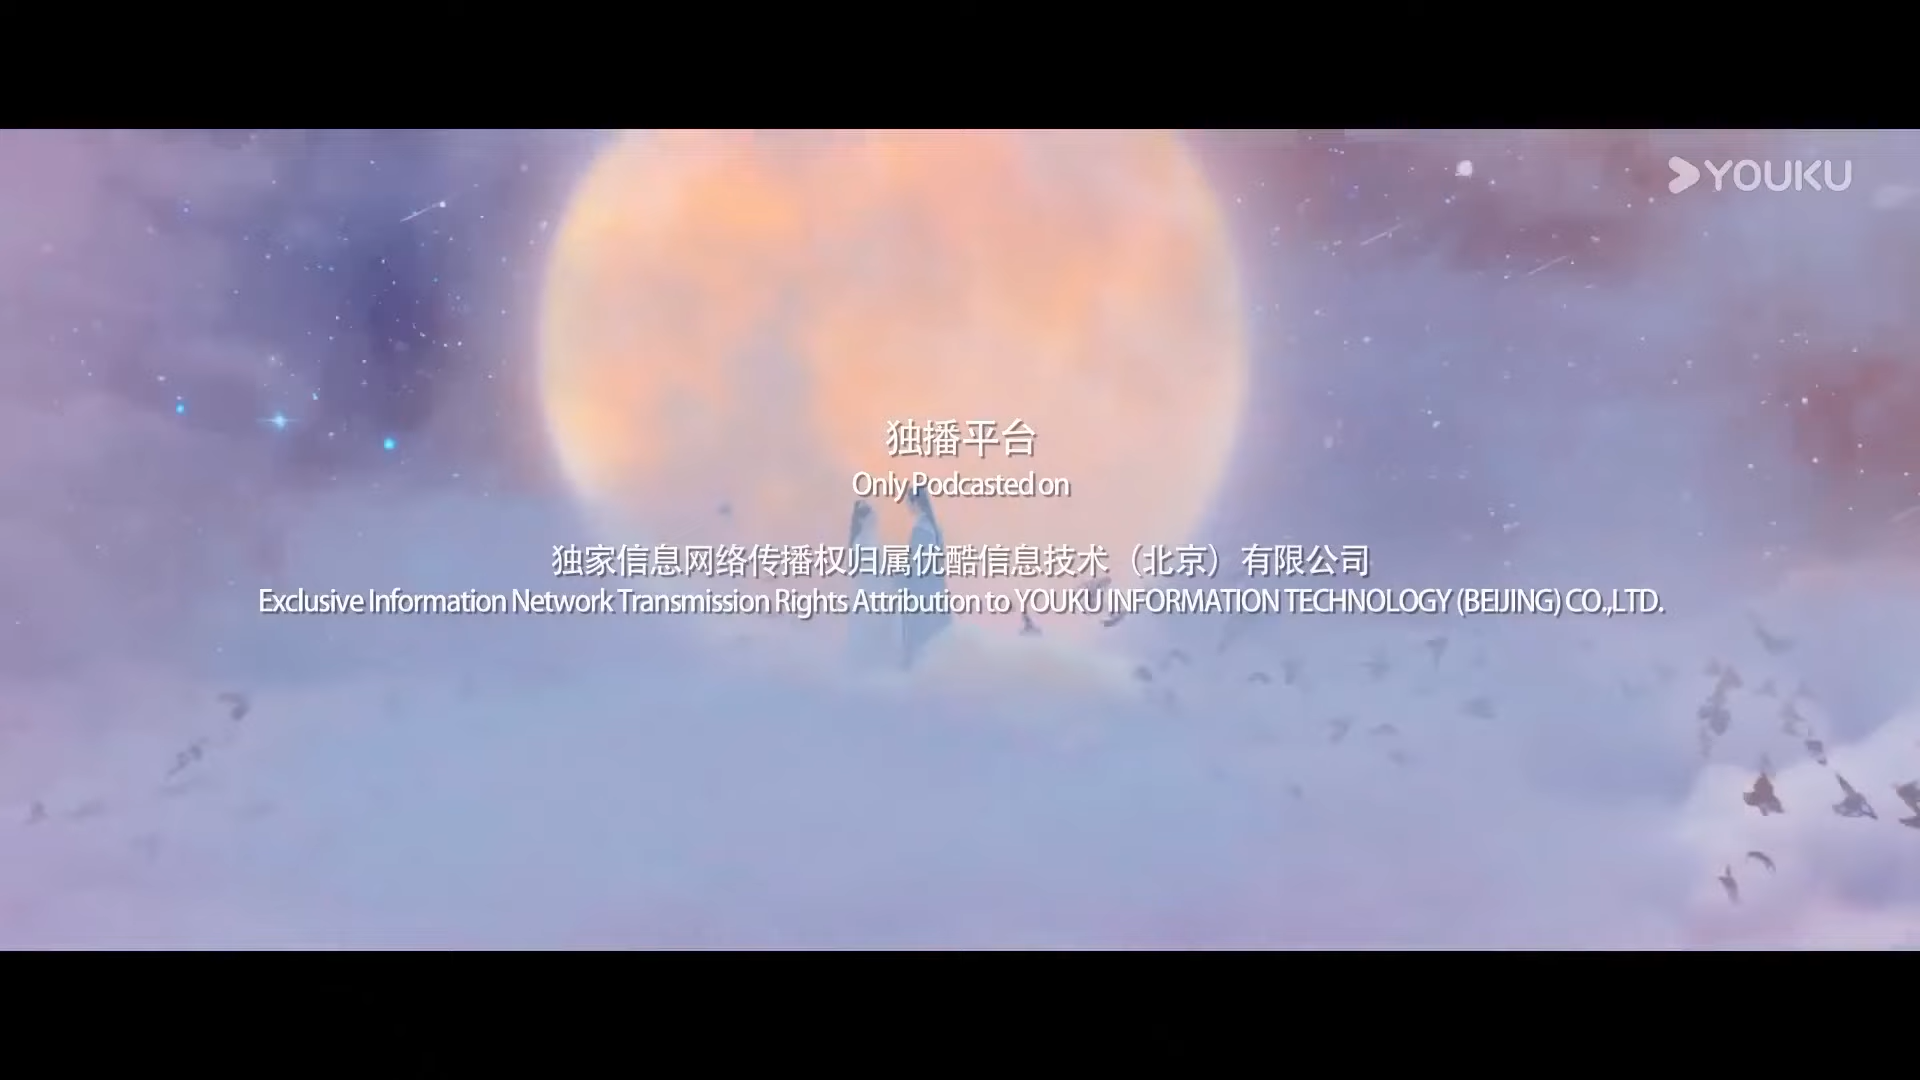 YOUKU
独播平台
Only Podcasted on
独家信息网络传播权归属优酷信息技术（北京）有限公司
Exclusive Information Network Transmission Rights Attribution to YOUKU INFORMATION TECHNOLOGY (BEIJING) CO.,LTD.